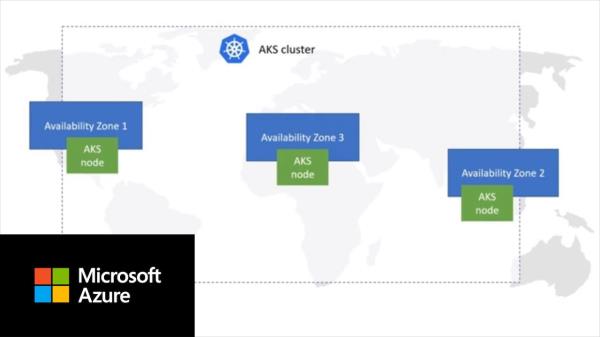 AKS cluster
Availability Zone 1
AKS
node
Availability Zone 3
AKS
node
Availability Zone 2
AKS
node
Microsoft
Azure